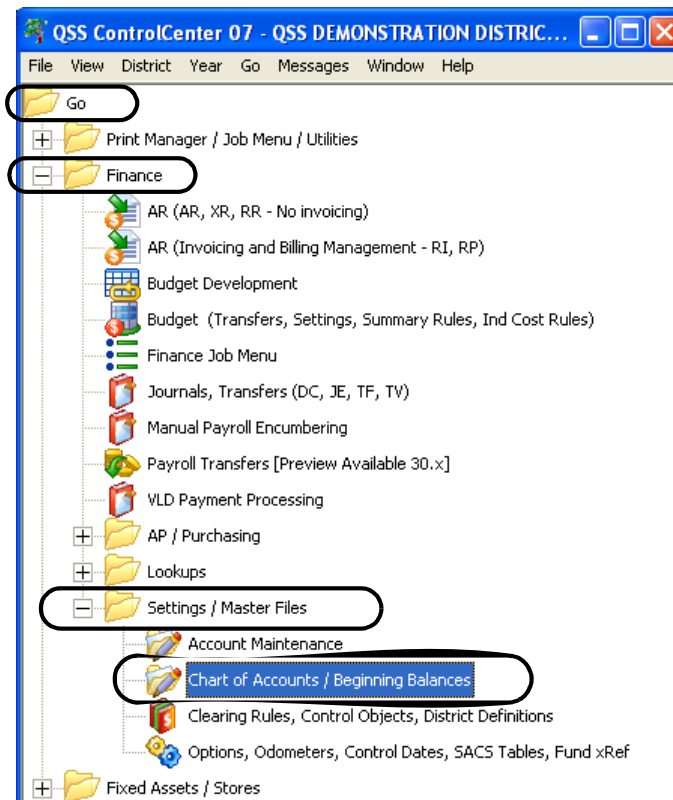 QSS ControlCenter 07 - QSS DEMONSTRATION DISTRIC...
File View District Year Go Messages Window Help
Go
Print Manager / Job Menu / Utilities
Finance
AR (AR, XR, RR - No invoicing)
AR (Invoicing and Billing Management - RI, RP)
Budget Development
Budget (Transfers, Settings, Summary Rules, Ind Cost Rules)
Finance Job Menu
Journals, Transfers (DC, JE, TF, TV)
Manual Payroll Encumbering
Payroll Transfers [Preview Available 30.x]
VLD Payment Processing
AP / Purchasing
Lookups
Settings / Master Files
Account Maintenance
Chart of Accounts / Beginning Balances
Clearing Rules, Control Objects, District Definitions
Options, Odometers, Control Dates, SACS Tables, Fund xRef
Fixed Assets / Stores